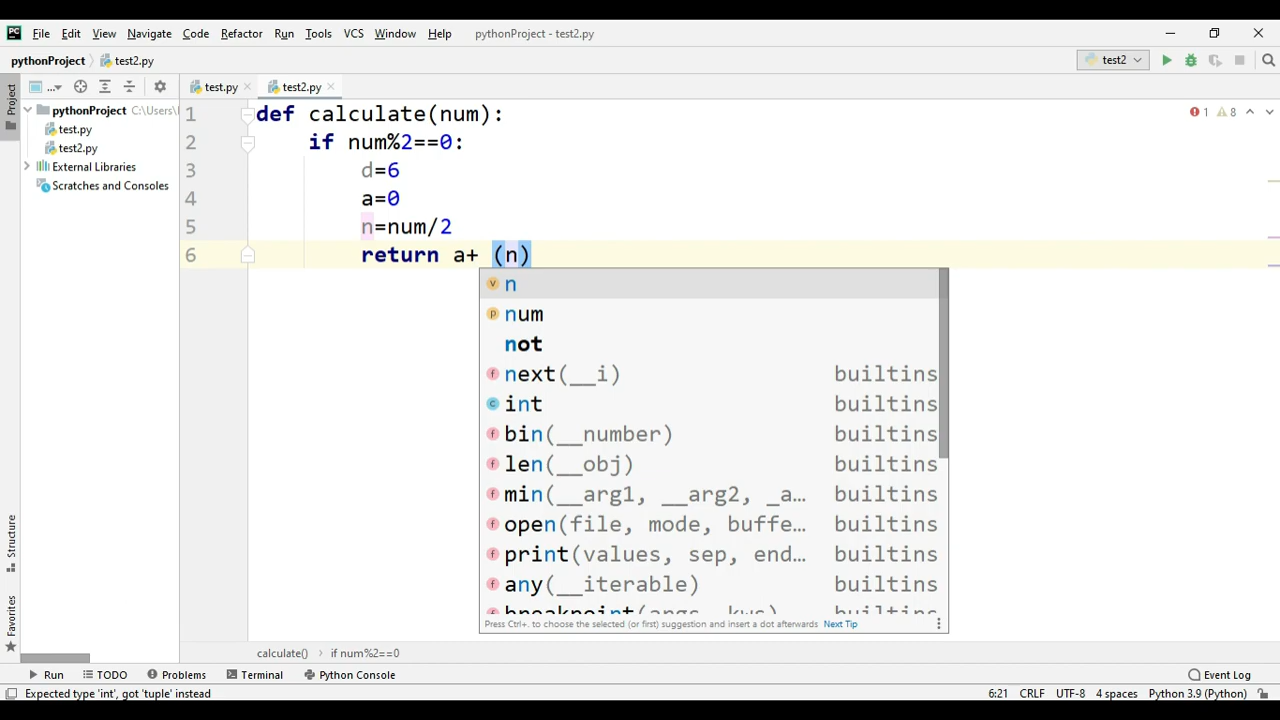 PC File Edit View Navigate Code Refactor Run Tools VCS Window Help pythonProject - test2.py
pythonProject test2.py test2
Project ... test.py test2.py
pythonProject C:\Users\
test.py
test2.py
External Libraries
Scratches and Consoles
1 def calculate(num):
2 if num%2==0:
3 d=6
4 a=0
5 n=num/2
6 return a+ (n)
1 8
n
num
not
next(__i) builtins
int builtins
bin(__number) builtins
len(__obj) builtins
min(__arg1, __arg2, _a... builtins
open(file, mode, buffe... builtins
print(values, sep, end... builtins
any(__iterable) builtins
breakpoint(args, kws) builtins
Press Ctrl+. to choose the selected (or first) suggestion and insert a dot afterwards Next Tip
Structure
Favorites
calculate() if num%2==0
Run TODO Problems Terminal Python Console Event Log
Expected type 'int', got 'tuple' instead 6:21 CRLF UTF-8 4 spaces Python 3.9 (Python)